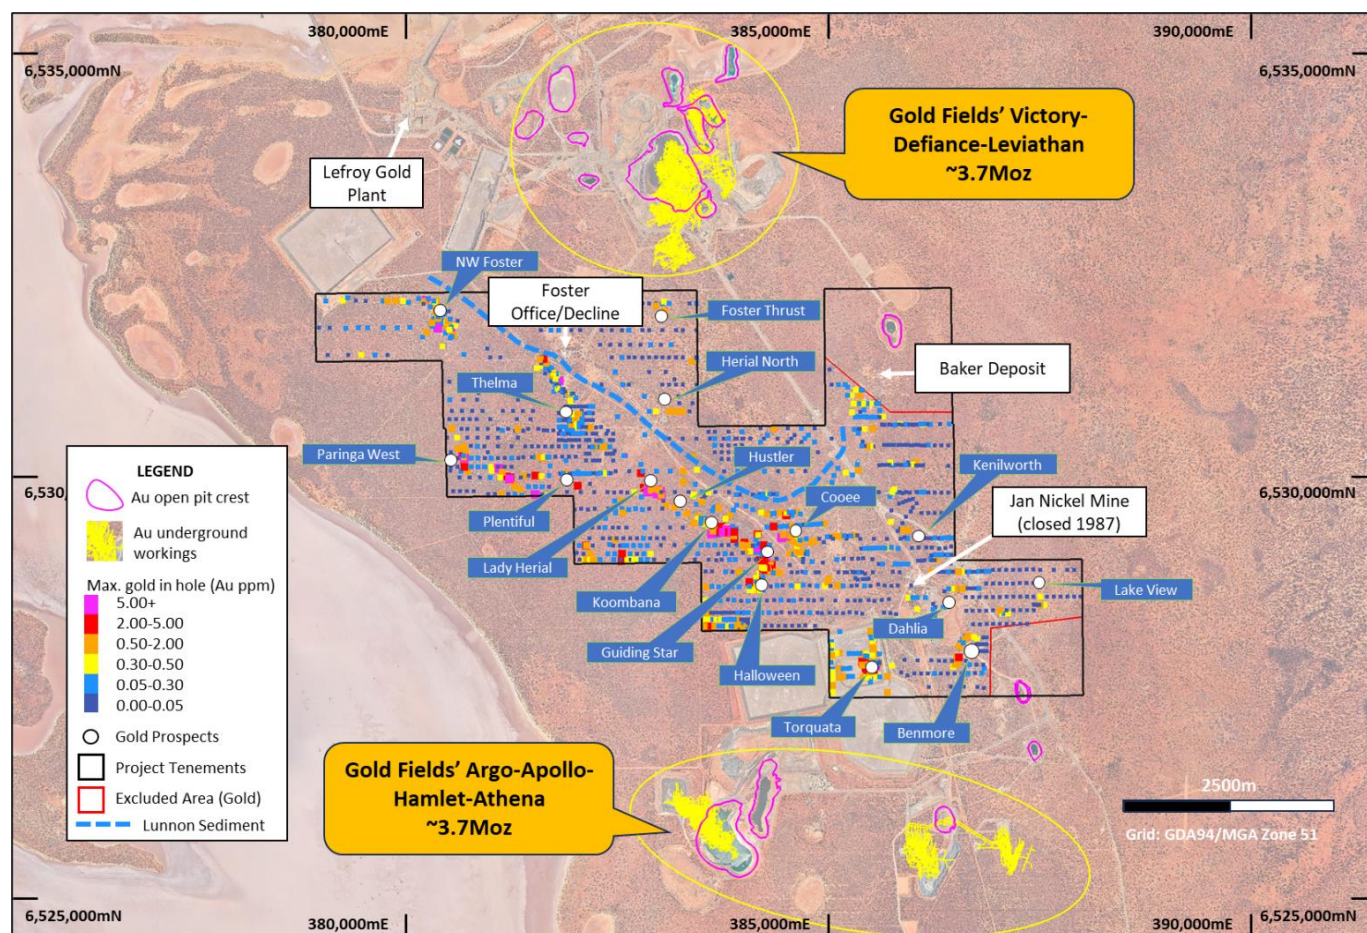 380,000mE
385,000mE
390,000mE
6,535,000mN
6,535,000mN
Gold Fields' Victory-
Defiance-Leviathan
~3.7Moz
Lefroy Gold
Plant
NW Foster
Foster
Office/Decline
Foster Thrust
Herial North
Baker Deposit
Thelma
Paringa West
Hustler
Kenilworth
Cooee
6,530,000mN
6,530,000mN
Plentiful
Jan Nickel Mine
(closed 1987)
Lady Herial
Koombana
Lake View
Dahlia
Guiding Star
Halloween
Torquata
Benmore
LEGEND
Au open pit crest
Au underground
workings
Max. gold in hole (Au ppm)
5.00+
2.00-5.00
0.50-2.00
0.30-0.50
0.05-0.30
0.00-0.05
Gold Prospects
Project Tenements
Excluded Area (Gold)
Lunnon Sediment
Gold Fields' Argo-Apollo-
Hamlet-Athena
~3.7Moz
2500m
Grid: GDA94/MGA Zone 51
6,525,000mN
6,525,000mN
380,000mE
385,000mE
390,000mE